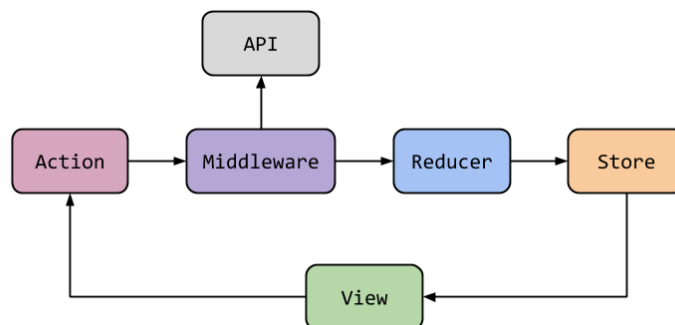 API
Action
Middleware
Reducer
Store
View